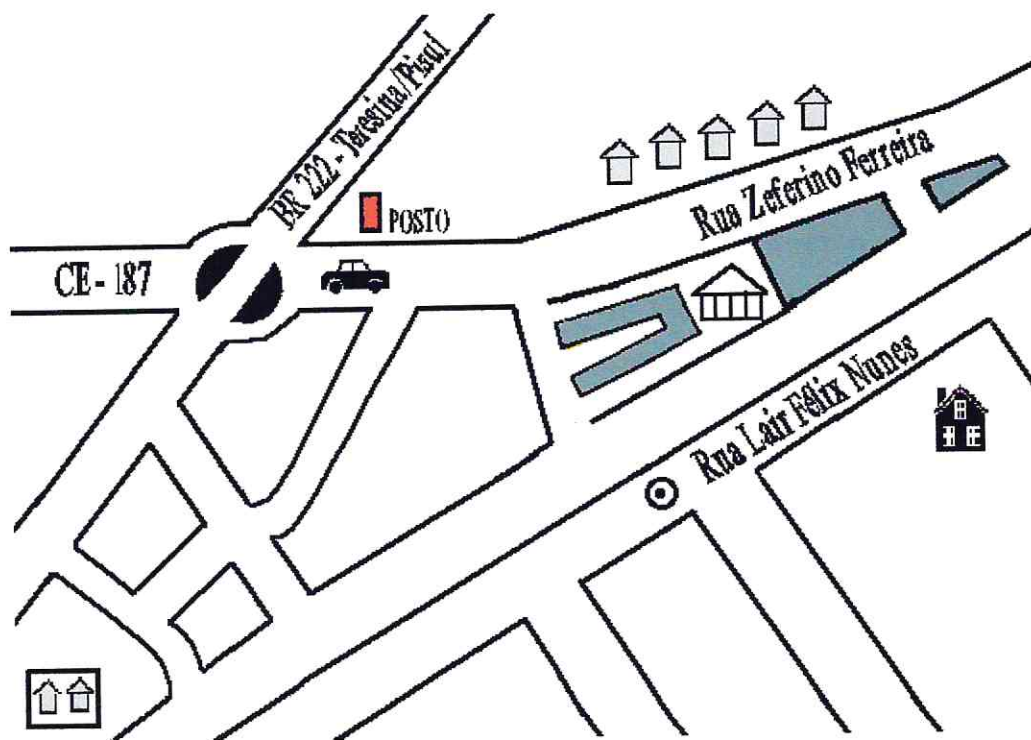 BR 222 - Teresina/Piauí
POSTO
Rua Zeferino Ferreira
CE - 187
Rua Lair Félix Nunes